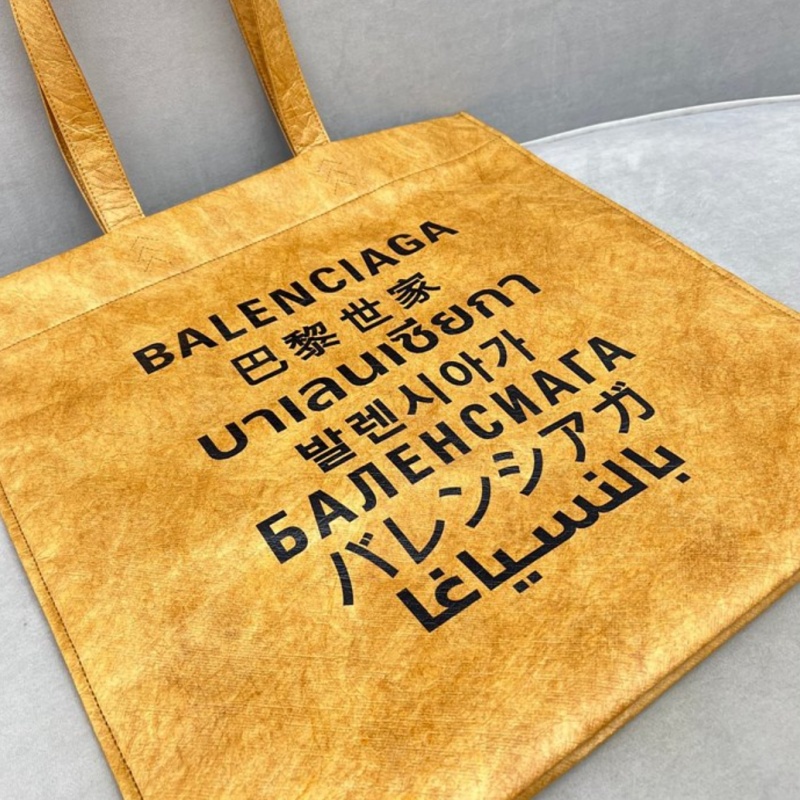 BALENCIAGA
巴黎世家
บาเลนเซียกา
발렌시아가
БАЛЕНСИАГА
バレンシアガ
بالنسياغا